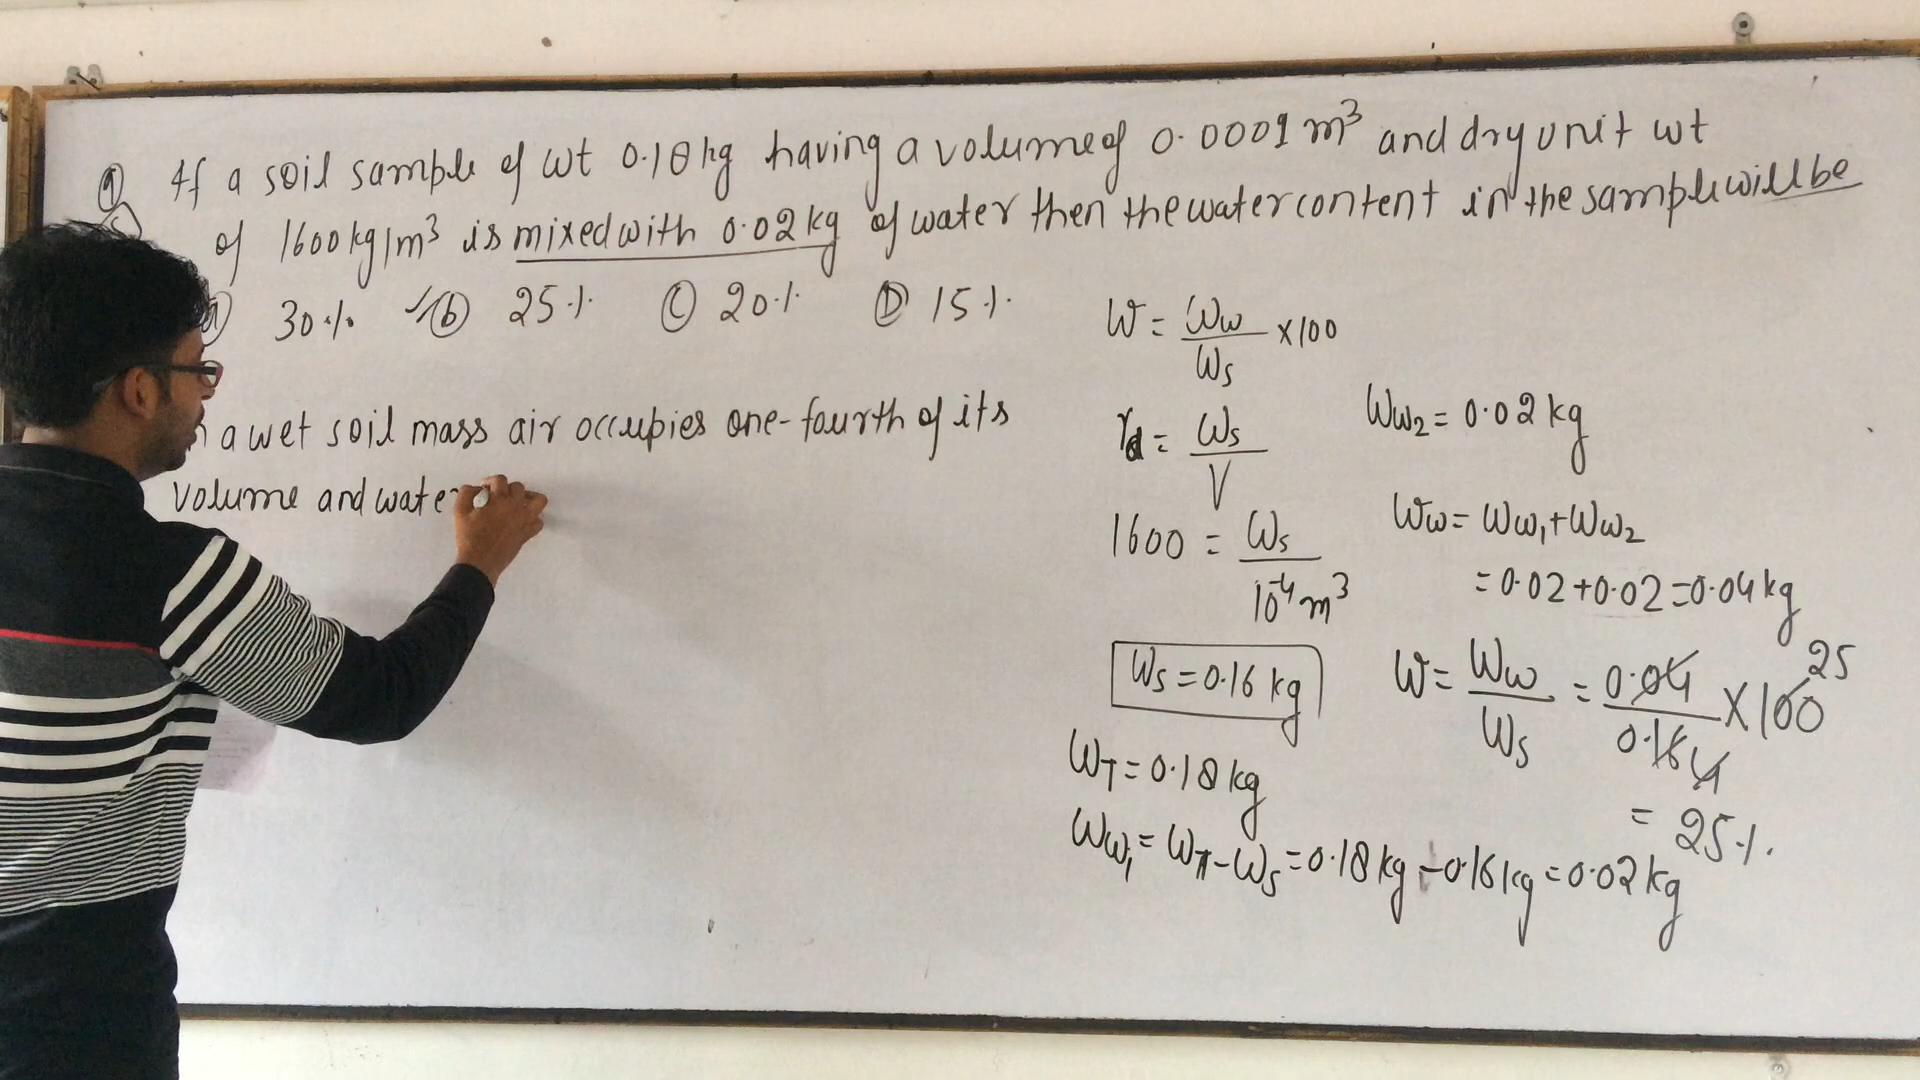 If a soil sample of wt 0.18 kg having a volume of 0.0001 m³ and dry unit wt
of 1600 kg/m³ is mixed with 0.02 kg of water then the water content in the sample will be
30% ✓ⓑ 25% Ⓒ 20% Ⓓ 15%
a wet soil mass air occupies one-fourth of its
volume and wate
W = Ww/Ws ×100
γd = Ws/V
1600 = Ws/10⁻⁴ m³
Ws = 0.16 kg
WT = 0.18 kg
Ww₁ = WT - Ws = 0.18 kg - 0.16 kg = 0.02 kg
Ww₂ = 0.02 kg
Ww = Ww₁ + Ww₂
= 0.02 + 0.02 = 0.04 kg
W = Ww/Ws = 0.04/0.16 4 × 100 25
= 25%.